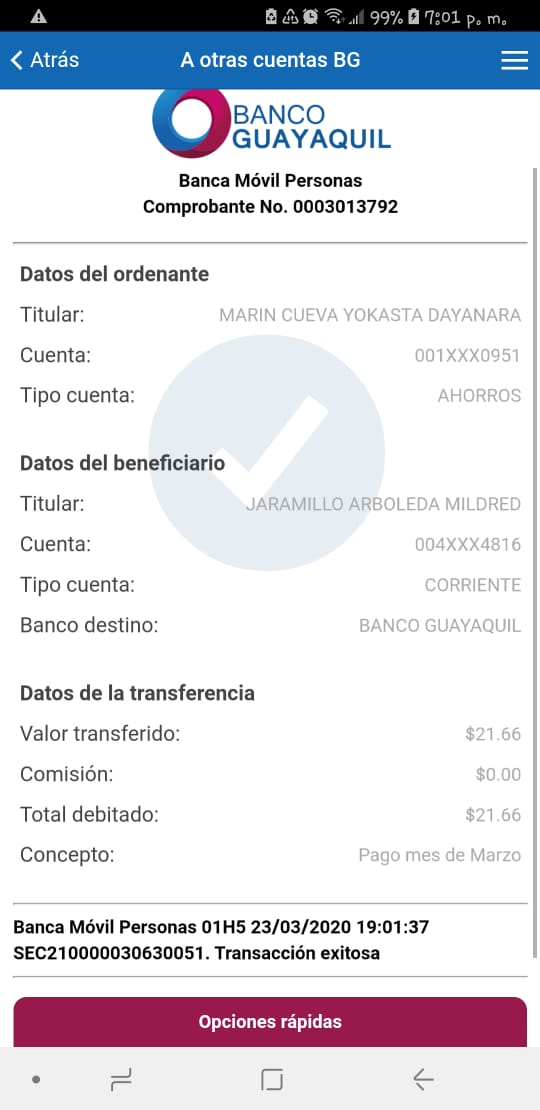 99% 7:01 p. m.
Atrás A otras cuentas BG
BANCO
GUAYAQUIL
Banca Móvil Personas
Comprobante No. 0003013792
Datos del ordenante
Titular: MARIN CUEVA YOKASTA DAYANARA
Cuenta: 001XXX0951
Tipo cuenta: AHORROS
Datos del beneficiario
Titular: JARAMILLO ARBOLEDA MILDRED
Cuenta: 004XXX4816
Tipo cuenta: CORRIENTE
Banco destino: BANCO GUAYAQUIL
Datos de la transferencia
Valor transferido: $21.66
Comisión: $0.00
Total debitado: $21.66
Concepto: Pago mes de Marzo
Banca Móvil Personas 01H5 23/03/2020 19:01:37
SEC210000030630051. Transacción exitosa
Opciones rápidas